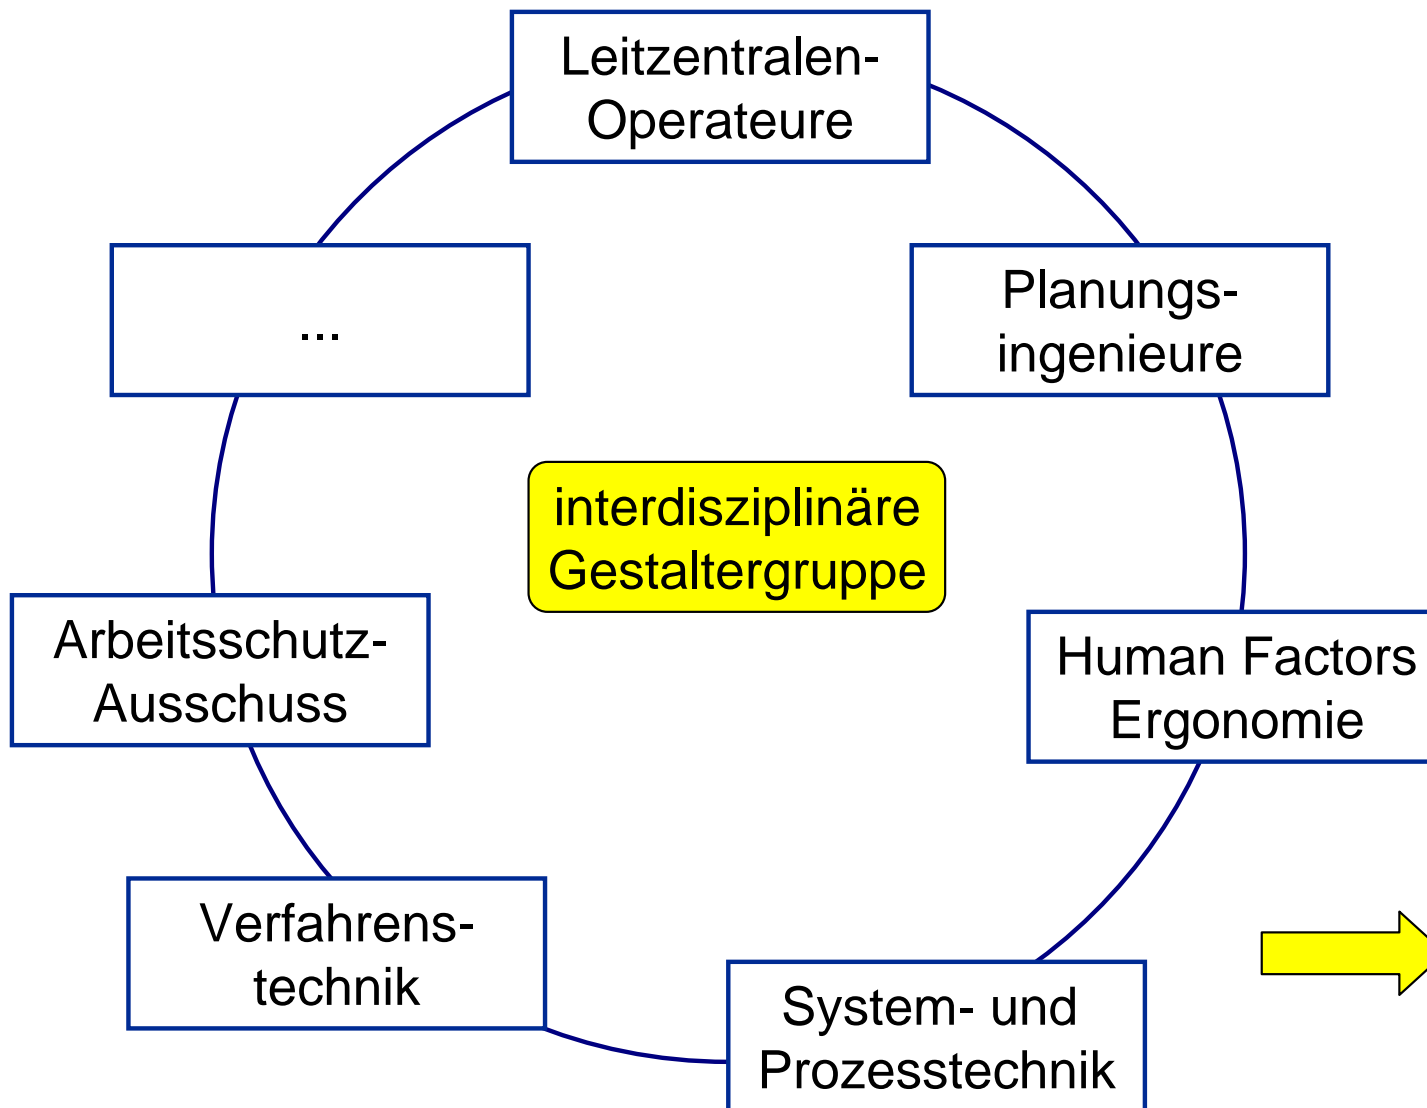 Leitzentralen-
Operateure
...
Planungs-
ingenieure
interdisziplinäre
Gestaltergruppe
Arbeitsschutz-
Ausschuss
Human Factors
Ergonomie
Verfahrens-
technik
System- und
Prozesstechnik